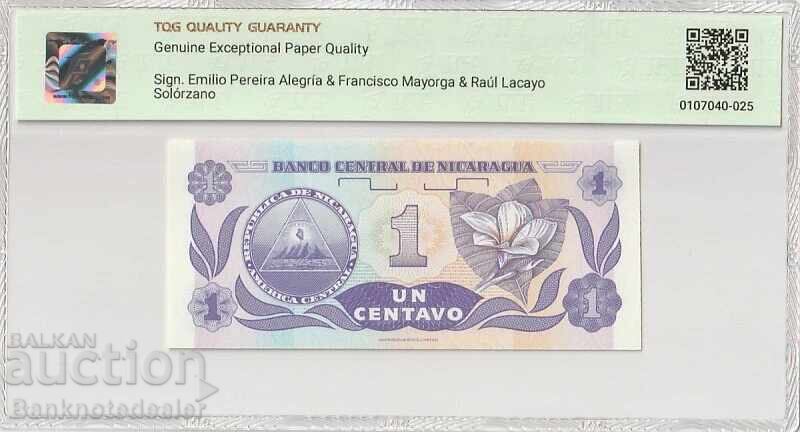 TQG QUALITY GUARANTY
Genuine Exceptional Paper Quality
Sign. Emilio Pereira Alegría & Francisco Mayorga & Raúl Lacayo
Solórzano
0107040-025
BANCO CENTRAL DE NICARAGUA
1
1
REPUBLICA DE NICARAGUA
AMERICA CENTRAL
1
1
1
UN
CENTAVO
BALKAN
auction
Banknotedealer